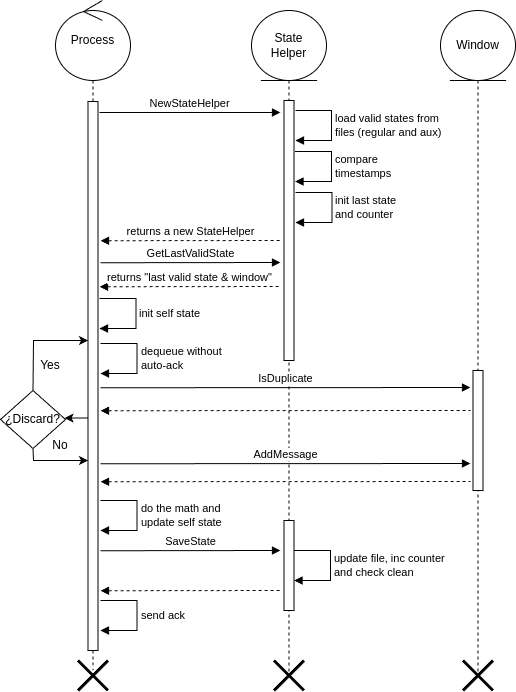 Process
State
Helper
Window
NewStateHelper
load valid states from
files (regular and aux)
compare
timestamps
init last state
and counter
returns a new StateHelper
GetLastValidState
returns "last valid state & window"
init self state
dequeue without
auto-ack
Yes
IsDuplicate
¿Discard?
No
AddMessage
do the math and
update self state
SaveState
update file, inc counter
and check clean
send ack